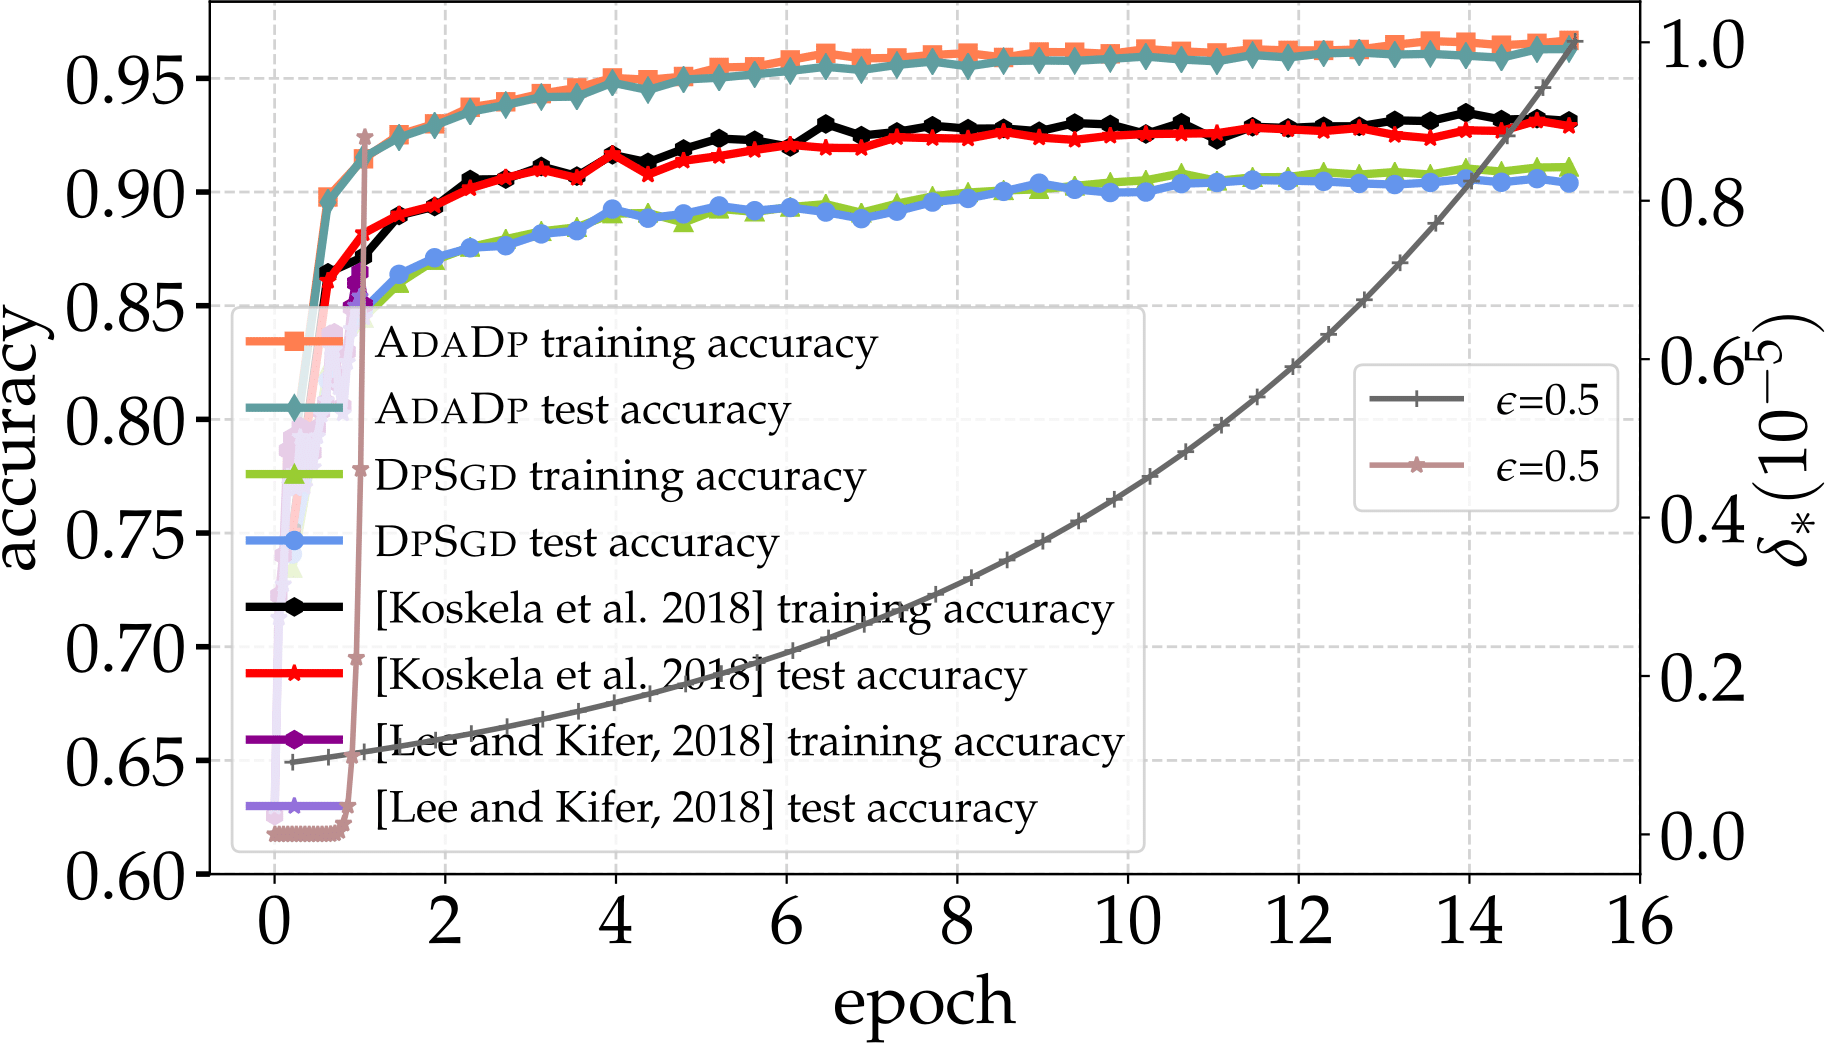 0.95
0.90
0.85
0.80
0.75
0.70
0.65
0.60
accuracy
ADADP training accuracy
ADADP test accuracy
DPSGD training accuracy
DPSGD test accuracy
[Koskela et al. 2018] training accuracy
[Koskela et al. 2018] test accuracy
[Lee and Kifer, 2018] training accuracy
[Lee and Kifer, 2018] test accuracy
ϵ=0.5
ϵ=0.5
1.0
0.8
0.6
0.4
0.2
0.0
δ*(10⁻⁵)
0 2 4 6 8 10 12 14 16
epoch